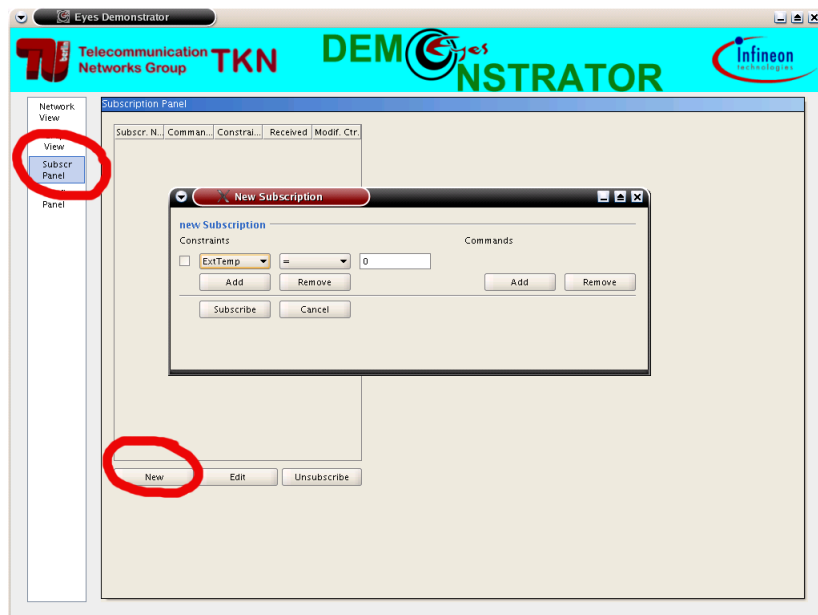 Eyes Demonstrator
berlin
Telecommunication
Networks Group
TKN
DEM
Eyes
NSTRATOR
Infineon
technologies
Network
View
View
Subscr
Panel
Panel
Subscription Panel
Subscr. N...
Comman...
Constrai...
Received
Modif. Ctr.
New Subscription
new Subscription
Constraints
Commands
ExtTemp
=
0
Add
Remove
Add
Remove
Subscribe
Cancel
New
Edit
Unsubscribe